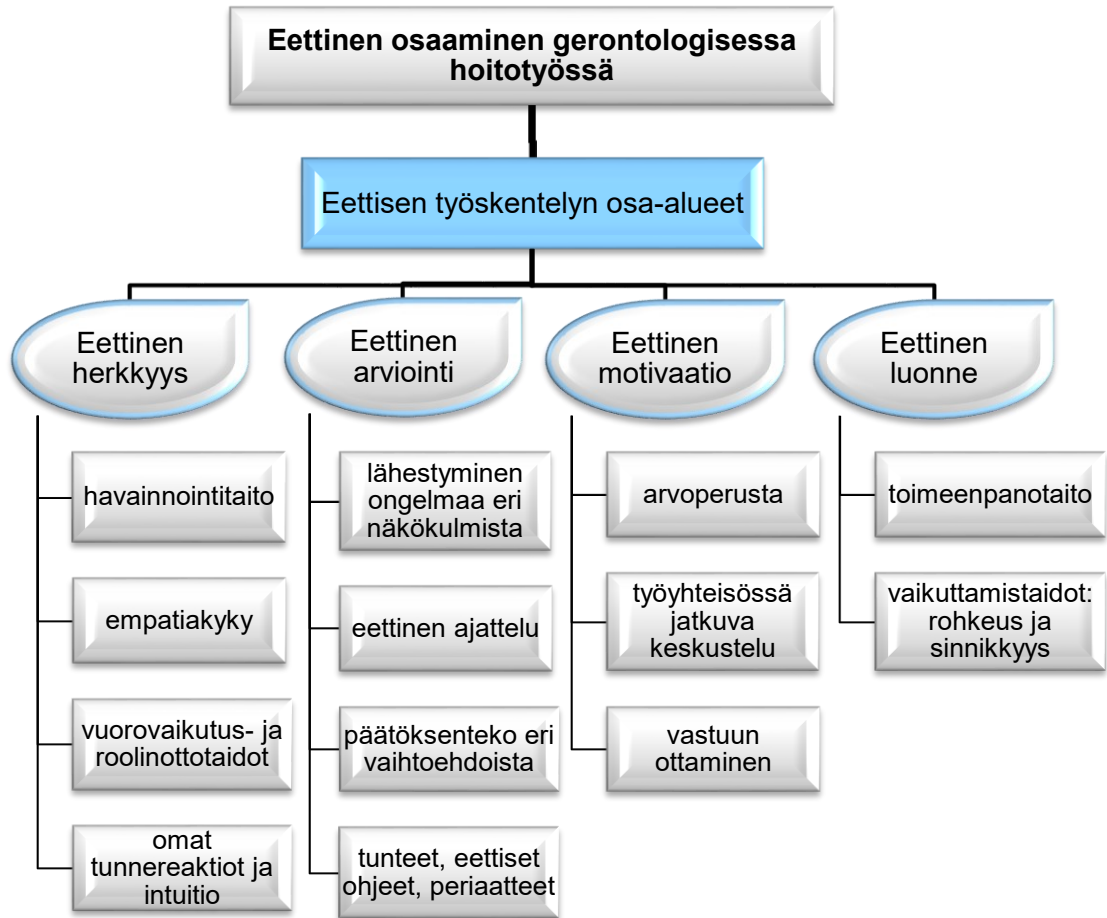 Eettinen osaaminen gerontologisessa
hoitotyössä
Eettisen työskentelyn osa-alueet
Eettinen
herkkyys
havainnointitaito
empatiakyky
vuorovaikutus- ja
roolinottotaidot
omat
tunnereaktiot ja
intuitio
Eettinen
arviointi
lähestyminen
ongelmaa eri
näkökulmista
eettinen ajattelu
päätöksenteko eri
vaihtoehdoista
tunteet, eettiset
ohjeet, periaatteet
Eettinen
motivaatio
arvoperusta
työyhteisössä
jatkuva
keskustelu
vastuun
ottaminen
Eettinen
luonne
toimeenpanotaito
vaikuttamistaidot:
rohkeus ja
sinnikkyys